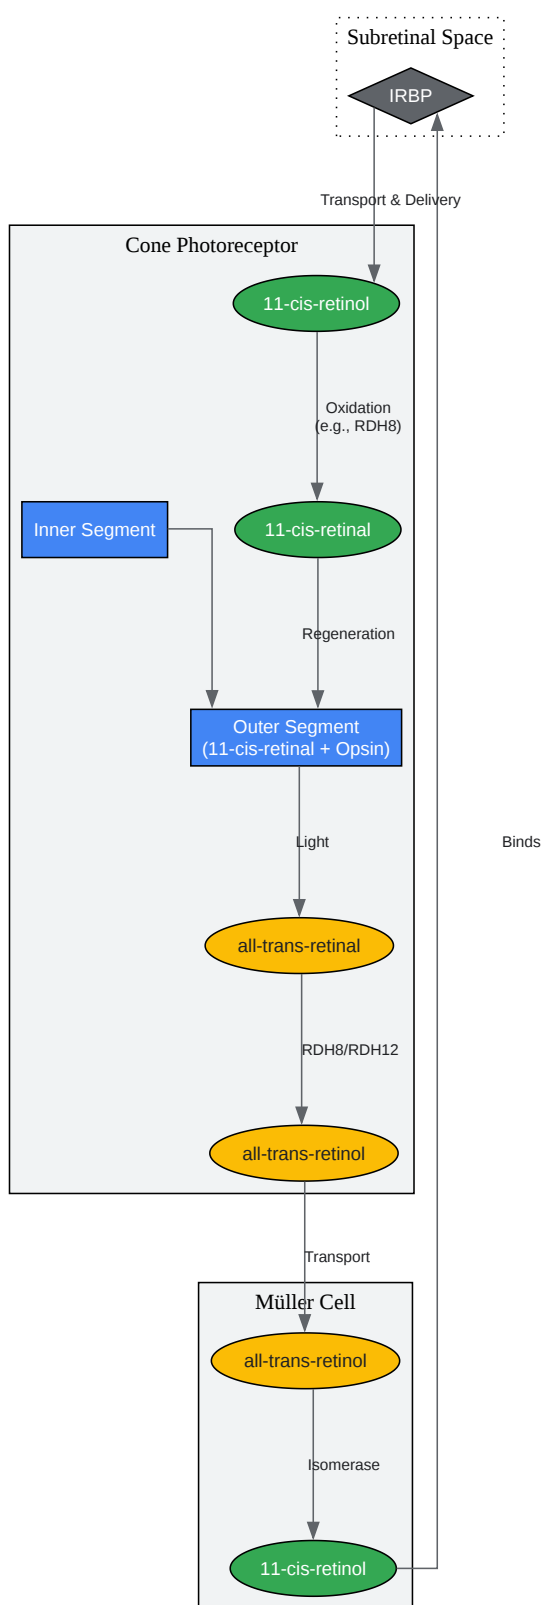 Subretinal Space
IRBP
Transport & Delivery
Cone Photoreceptor
11-cis-retinol
Oxidation
(e.g., RDH8)
Inner Segment
11-cis-retinal
Regeneration
Outer Segment
(11-cis-retinal + Opsin)
Light
Binds
all-trans-retinal
RDH8/RDH12
all-trans-retinol
Transport
Müller Cell
all-trans-retinol
Isomerase
11-cis-retinol